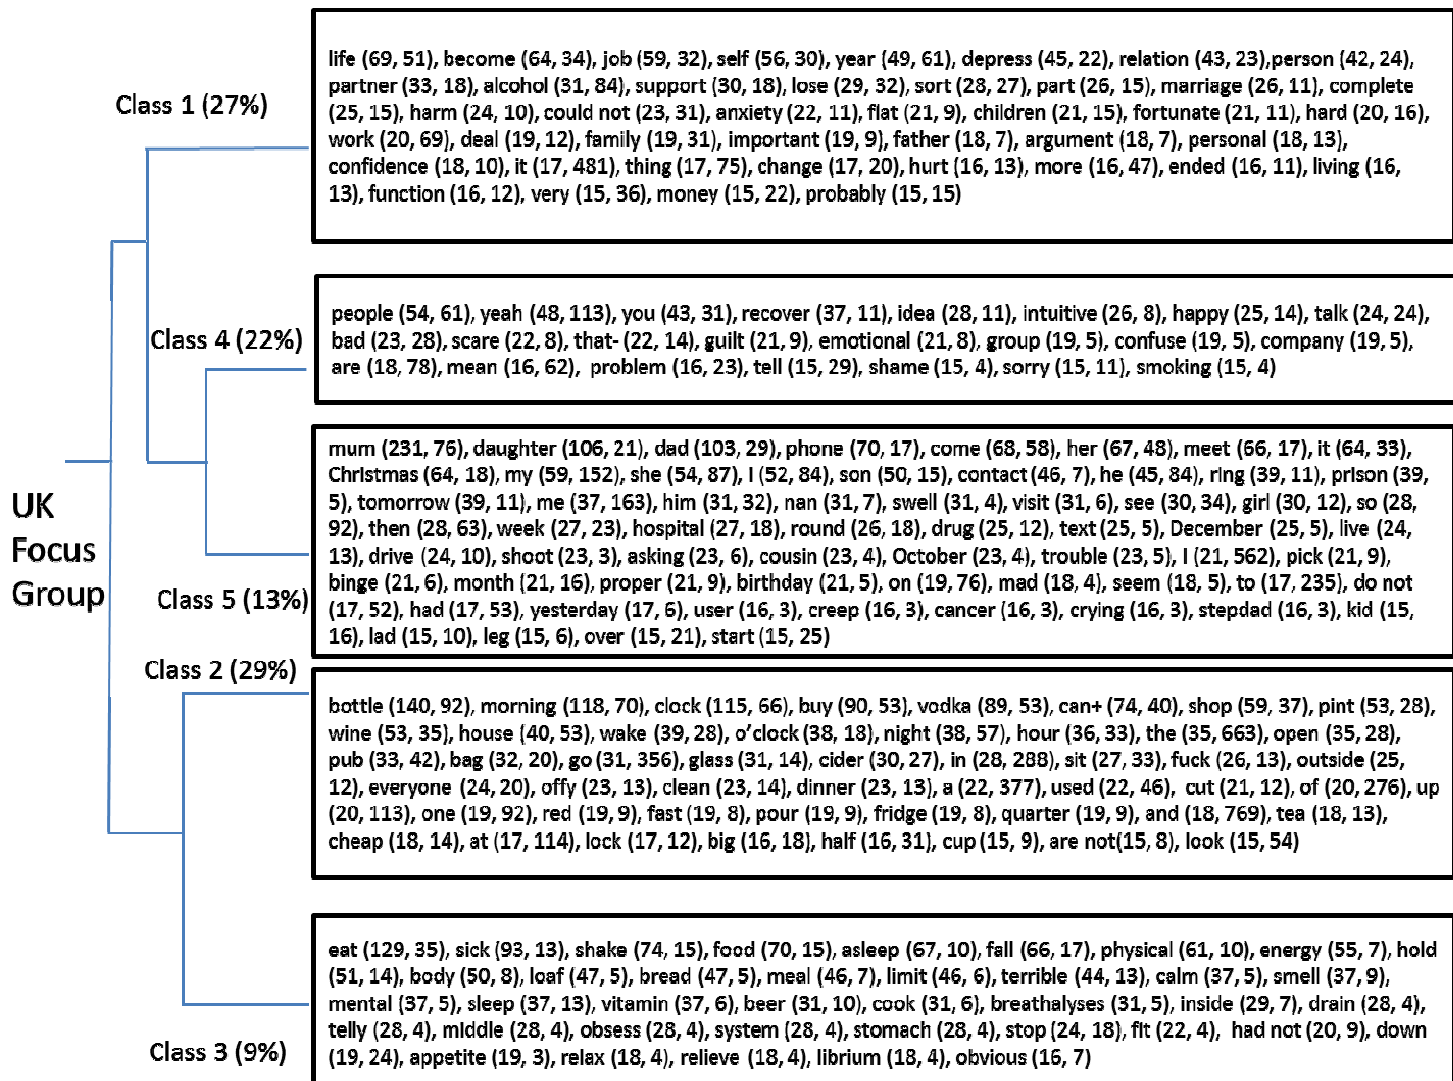 Class 1 (27%)
life (69, 51), become (64, 34), job (59, 32), self (56, 30), year (49, 61), depress (45, 22), relation (43, 23),person (42, 24),
partner (33, 18), alcohol (31, 84), support (30, 18), lose (29, 32), sort (28, 27), part (26, 15), marriage (26, 11), complete
(25, 15), harm (24, 10), could not (23, 31), anxiety (22, 11), flat (21, 9), children (21, 15), fortunate (21, 11), hard (20, 16),
work (20, 69), deal (19, 12), family (19, 31), important (19, 9), father (18, 7), argument (18, 7), personal (18, 13),
confidence (18, 10), it (17, 481), thing (17, 75), change (17, 20), hurt (16, 13), more (16, 47), ended (16, 11), living (16,
13), function (16, 12), very (15, 36), money (15, 22), probably (15, 15)
Class 4 (22%)
people (54, 61), yeah (48, 113), you (43, 31), recover (37, 11), idea (28, 11), intuitive (26, 8), happy (25, 14), talk (24, 24),
bad (23, 28), scare (22, 8), that- (22, 14), guilt (21, 9), emotional (21, 8), group (19, 5), confuse (19, 5), company (19, 5),
are (18, 78), mean (16, 62), problem (16, 23), tell (15, 29), shame (15, 4), sorry (15, 11), smoking (15, 4)
UK
Focus
Group
Class 5 (13%)
mum (231, 76), daughter (106, 21), dad (103, 29), phone (70, 17), come (68, 58), her (67, 48), meet (66, 17), it (64, 33),
Christmas (64, 18), my (59, 152), she (54, 87), I (52, 84), son (50, 15), contact (46, 7), he (45, 84), ring (39, 11), prison (39,
5), tomorrow (39, 11), me (37, 163), him (31, 32), nan (31, 7), swell (31, 4), visit (31, 6), see (30, 34), girl (30, 12), so (28,
92), then (28, 63), week (27, 23), hospital (27, 18), round (26, 18), drug (25, 12), text (25, 5), December (25, 5), live (24,
13), drive (24, 10), shoot (23, 3), asking (23, 6), cousin (23, 4), October (23, 4), trouble (23, 5), I (21, 562), pick (21, 9),
binge (21, 6), month (21, 16), proper (21, 9), birthday (21, 5), on (19, 76), mad (18, 4), seem (18, 5), to (17, 235), do not
(17, 52), had (17, 53), yesterday (17, 6), user (16, 3), creep (16, 3), cancer (16, 3), crying (16, 3), stepdad (16, 3), kid (15,
16), lad (15, 10), leg (15, 6), over (15, 21), start (15, 25)
Class 2 (29%)
bottle (140, 92), morning (118, 70), clock (115, 66), buy (90, 53), vodka (89, 53), can+ (74, 40), shop (59, 37), pint (53, 28),
wine (53, 35), house (40, 53), wake (39, 28), o'clock (38, 18), night (38, 57), hour (36, 33), the (35, 663), open (35, 28),
pub (33, 42), bag (32, 20), go (31, 356), glass (31, 14), cider (30, 27), in (28, 288), sit (27, 33), fuck (26, 13), outside (25,
12), everyone (24, 20), offy (23, 13), clean (23, 14), dinner (23, 13), a (22, 377), used (22, 46), cut (21, 12), of (20, 276), up
(20, 113), one (19, 92), red (19, 9), fast (19, 8), pour (19, 9), fridge (19, 8), quarter (19, 9), and (18, 769), tea (18, 13),
cheap (18, 14), at (17, 114), lock (17, 12), big (16, 18), half (16, 31), cup (15, 9), are not(15, 8), look (15, 54)
Class 3 (9%)
eat (129, 35), sick (93, 13), shake (74, 15), food (70, 15), asleep (67, 10), fall (66, 17), physical (61, 10), energy (55, 7), hold
(51, 14), body (50, 8), loaf (47, 5), bread (47, 5), meal (46, 7), limit (46, 6), terrible (44, 13), calm (37, 5), smell (37, 9),
mental (37, 5), sleep (37, 13), vitamin (37, 6), beer (31, 10), cook (31, 6), breathalyses (31, 5), inside (29, 7), drain (28, 4),
telly (28, 4), middle (28, 4), obsess (28, 4), system (28, 4), stomach (28, 4), stop (24, 18), fit (22, 4), had not (20, 9), down
(19, 24), appetite (19, 3), relax (18, 4), relieve (18, 4), librium (18, 4), obvious (16, 7)